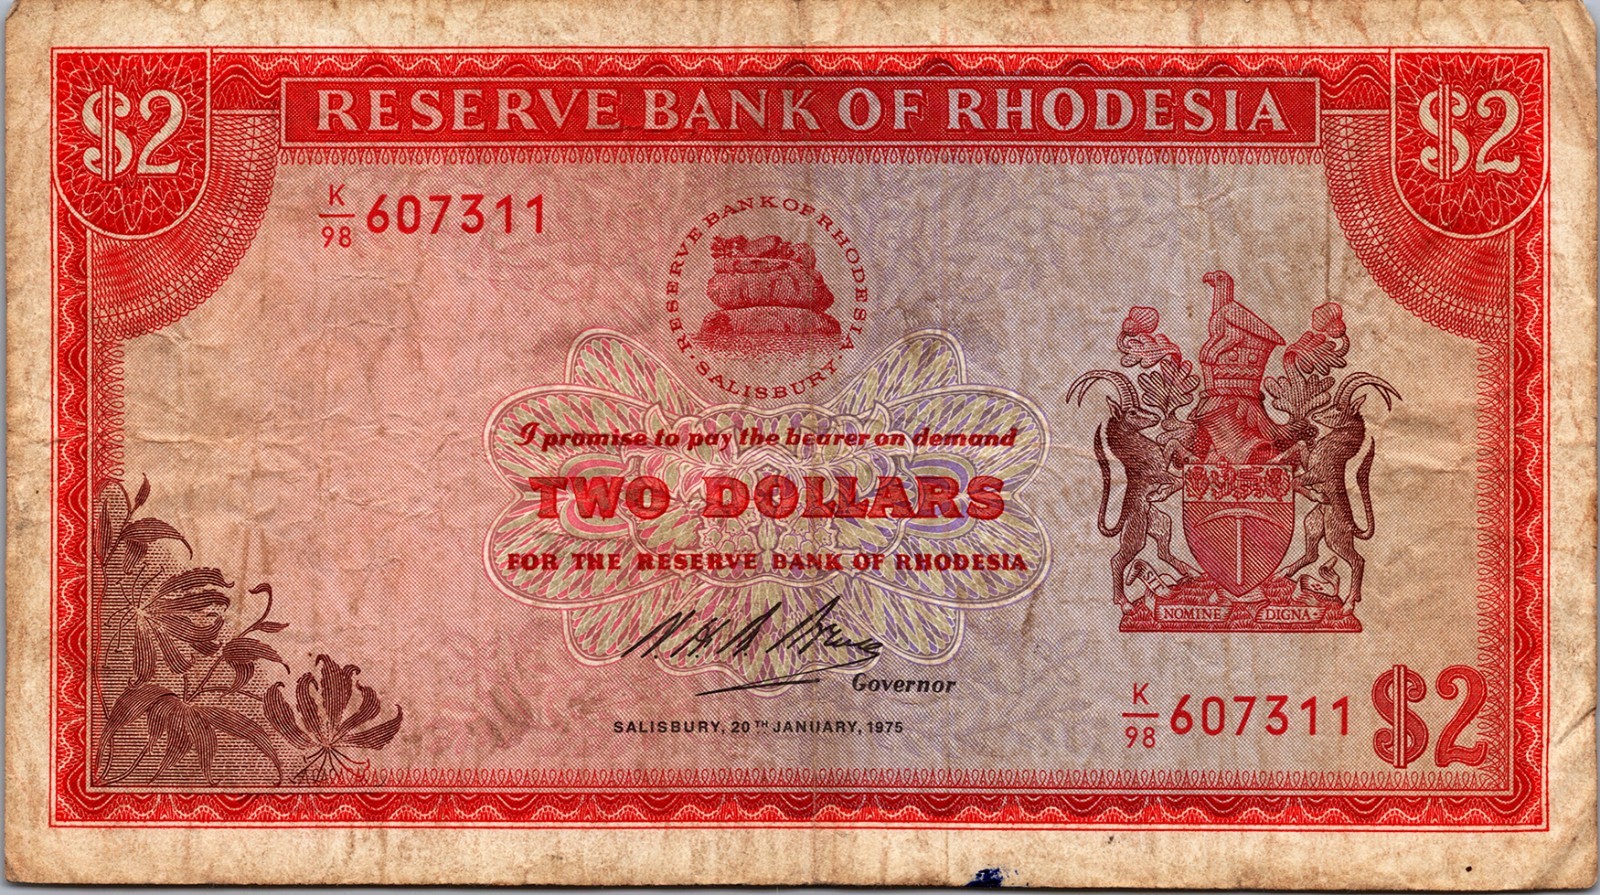 $2
RESERVE BANK OF RHODESIA
$2
K/98 607311
RESERVE BANK OF RHODESIA · SALISBURY ·
I promise to pay the bearer on demand
TWO DOLLARS
FOR THE RESERVE BANK OF RHODESIA
Governor
SALISBURY, 20TH JANUARY, 1975
SIT
NOMINE DIGNA
K/98 607311
$2